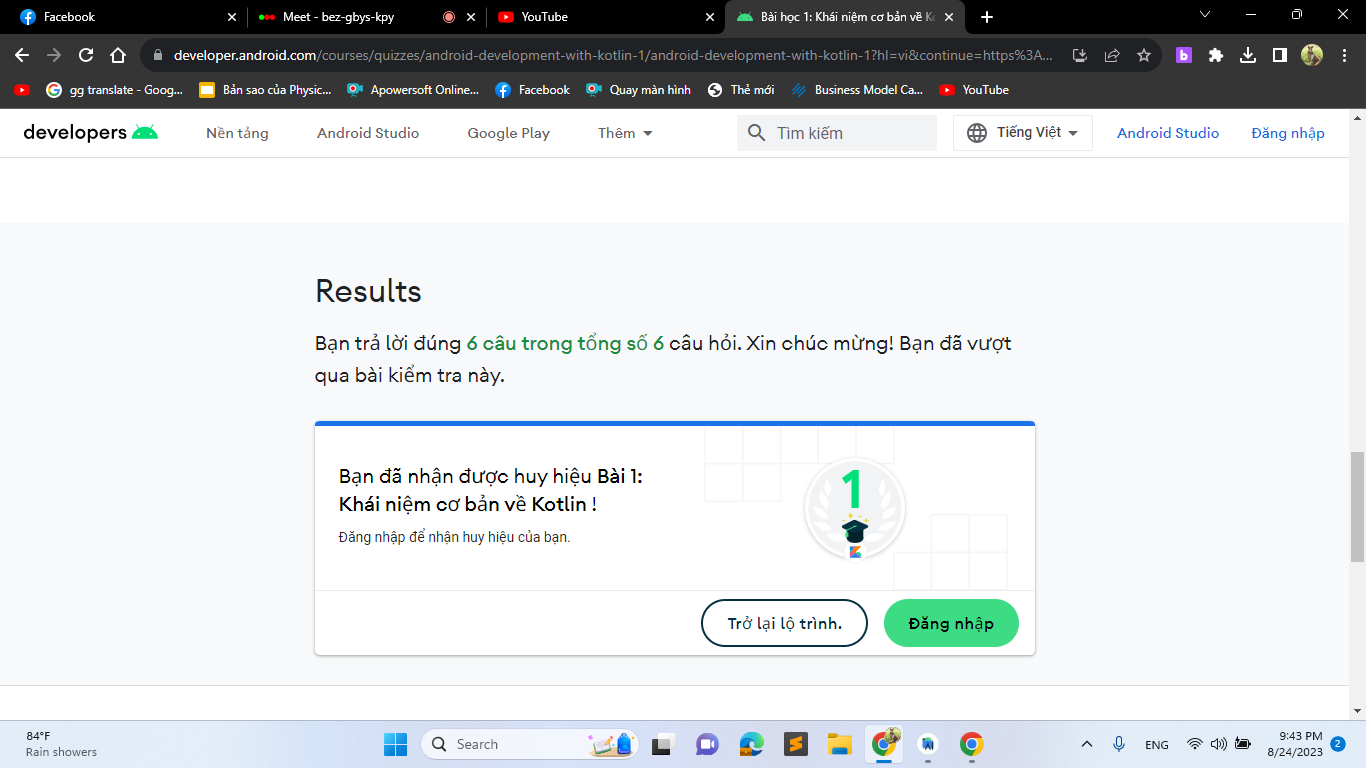 Facebook
Meet - bez-gbys-kpy
YouTube
Bài học 1: Khái niệm cơ bản về Ko
developer.android.com/courses/quizzes/android-development-with-kotlin-1/android-development-with-kotlin-1?hl=vi&continue=https%3A...
b
gg translate - Goog...
Bản sao của Physic...
Apowersoft Online...
Facebook
Quay màn hình
Thẻ mới
Business Model Ca...
YouTube
developers
Nền tảng
Android Studio
Google Play
Thêm
Tìm kiếm
Tiếng Việt
Android Studio
Đăng nhập
Results
Bạn trả lời đúng 6 câu trong tổng số 6 câu hỏi. Xin chúc mừng! Bạn đã vượt
qua bài kiểm tra này.
Bạn đã nhận được huy hiệu Bài 1:
Khái niệm cơ bản về Kotlin !
Đăng nhập để nhận huy hiệu của bạn.
1
Trở lại lộ trình.
Đăng nhập
84°F
Rain showers
Search
ENG
9:43 PM
8/24/2023
2